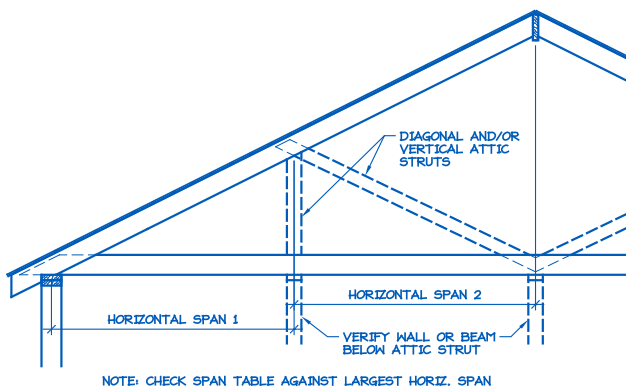 DIAGONAL AND/OR
VERTICAL ATTIC
STRUTS
HORIZONTAL SPAN 2
HORIZONTAL SPAN 1
VERIFY WALL OR BEAM
BELOW ATTIC STRUT
NOTE: CHECK SPAN TABLE AGAINST LARGEST HORIZ. SPAN